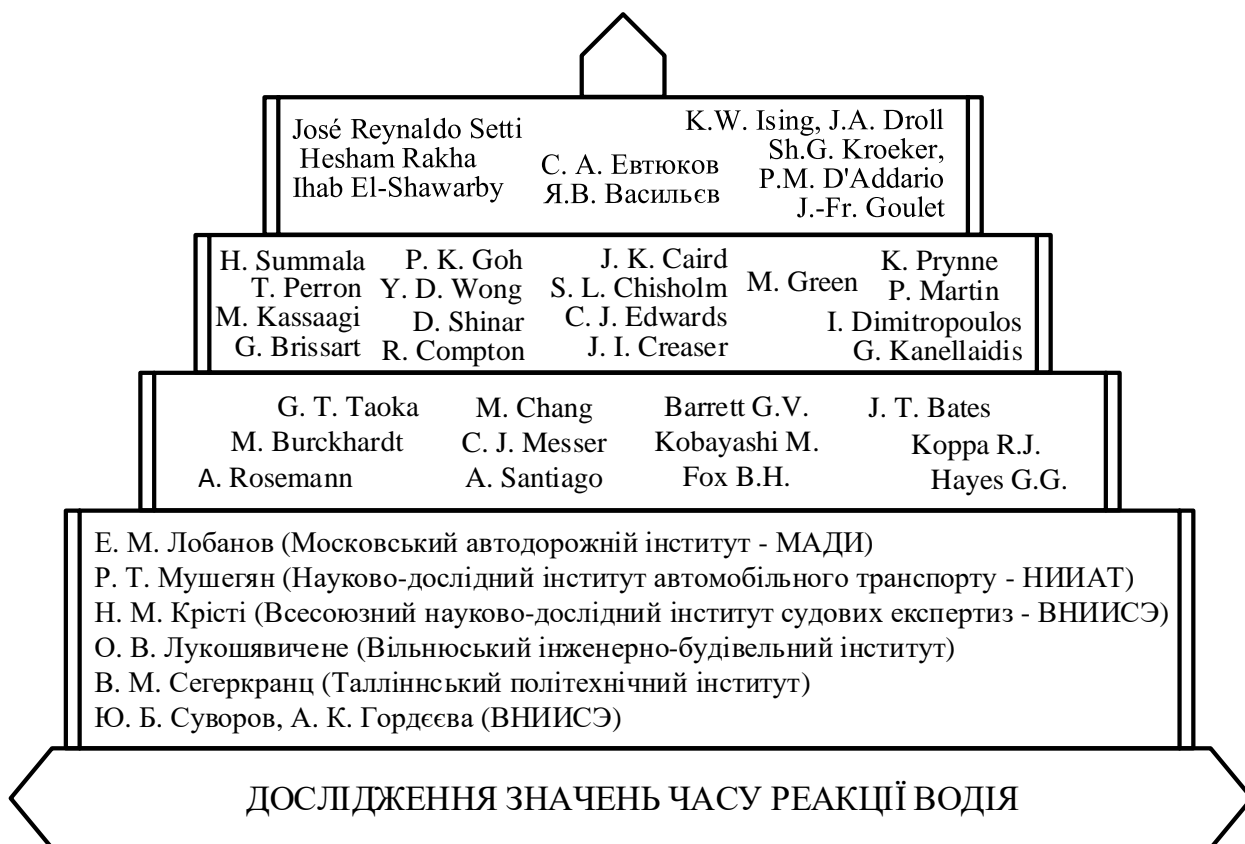 José Reynaldo Setti
Hesham Rakha
Ihab El-Shawarby
С. А. Евтюков
Я.В. Васильєв
K.W. Ising, J.A. Droll
Sh.G. Kroeker,
P.M. D'Addario
J.-Fr. Goulet
H. Summala
T. Perron
M. Kassaagi
G. Brissart
P. K. Goh
Y. D. Wong
D. Shinar
R. Compton
J. K. Caird
S. L. Chisholm
C. J. Edwards
J. I. Creaser
M. Green
K. Prynne
P. Martin
I. Dimitropoulos
G. Kanellaidis
G. T. Taoka
M. Burckhardt
A. Rosemann
M. Chang
C. J. Messer
A. Santiago
Barrett G.V.
Kobayashi M.
Fox B.H.
J. T. Bates
Koppa R.J.
Hayes G.G.
Е. М. Лобанов (Московський автодорожній інститут - МАДИ)
Р. Т. Мушегян (Науково-дослідний інститут автомобільного транспорту - НИИАТ)
Н. М. Крісті (Всесоюзний науково-дослідний інститут судових експертиз - ВНИИСЭ)
О. В. Лукошявичене (Вільнюський інженерно-будівельний інститут)
В. М. Сегеркранц (Талліннський політехнічний інститут)
Ю. Б. Суворов, А. К. Гордєєва (ВНИИСЭ)
ДОСЛІДЖЕННЯ ЗНАЧЕНЬ ЧАСУ РЕАКЦІЇ ВОДІЯ